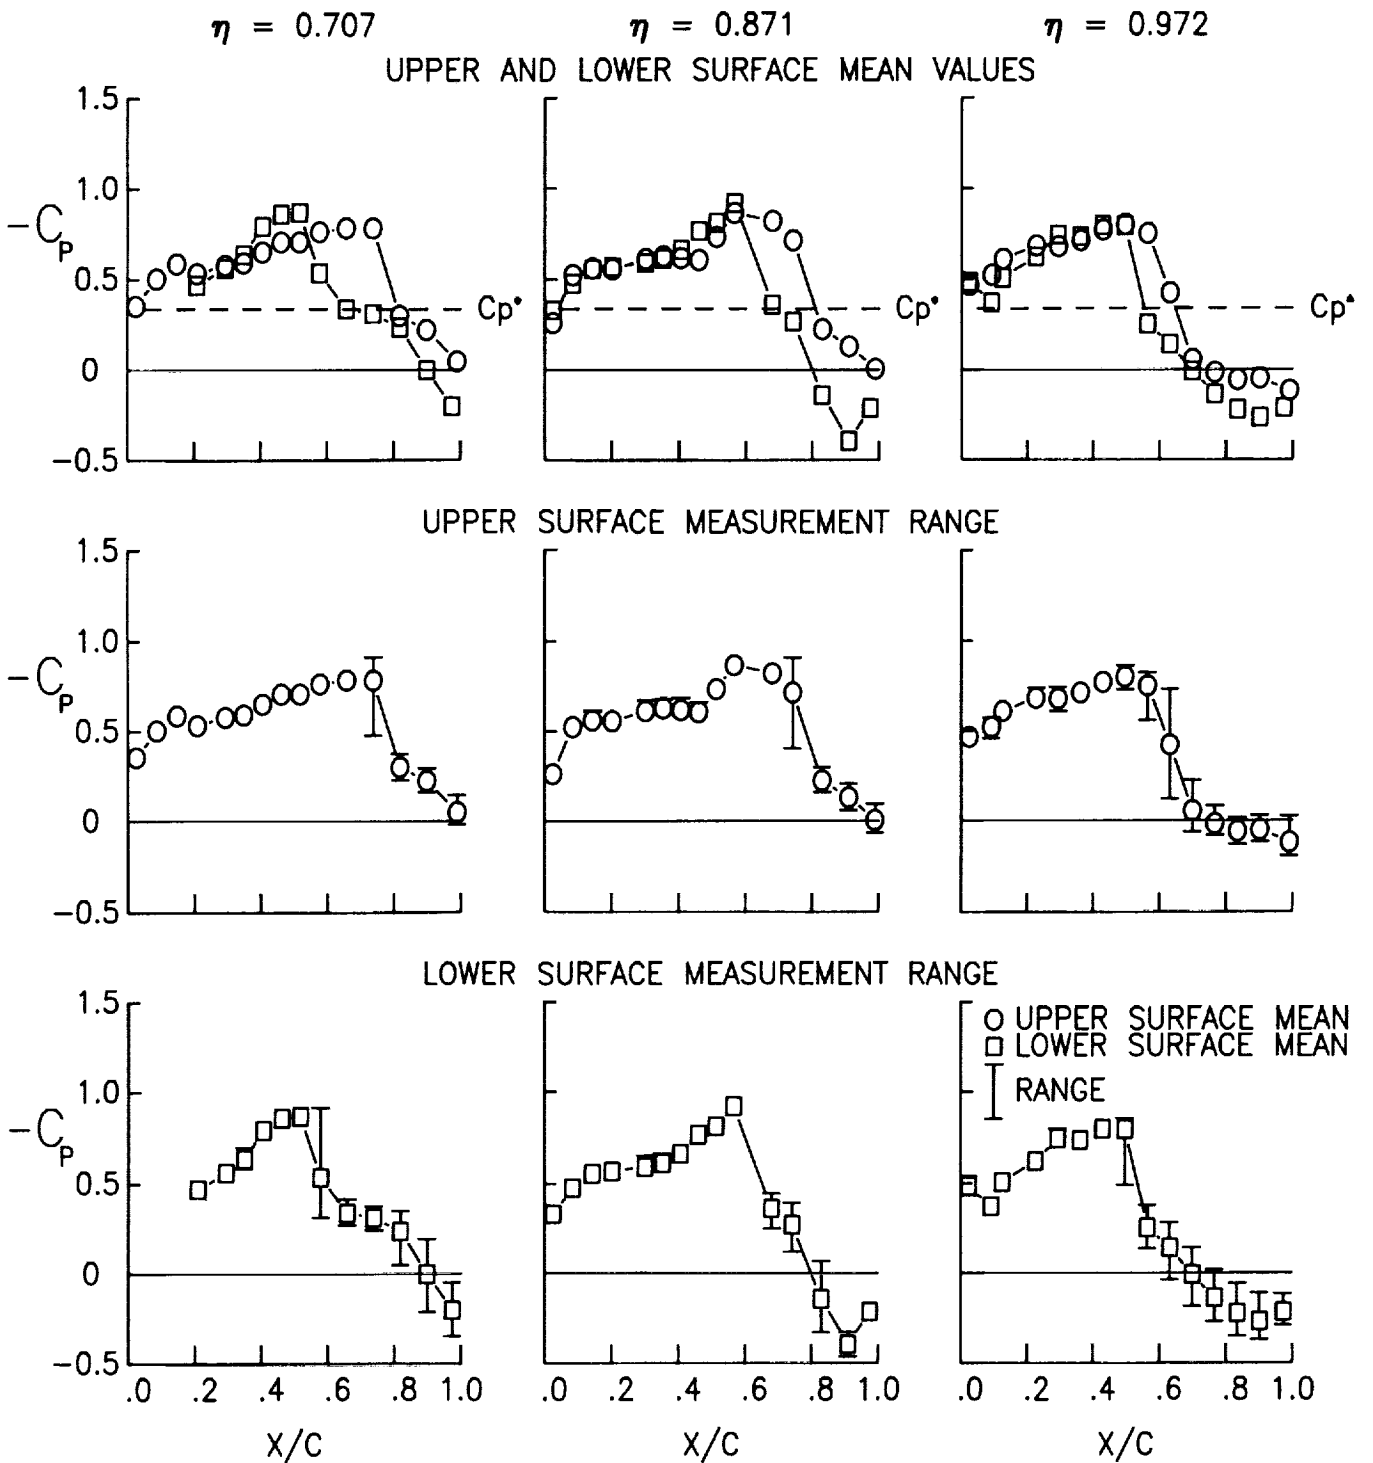 η = 0.707 η = 0.871 η = 0.972
UPPER AND LOWER SURFACE MEAN VALUES
1.5
1.0
-Cp
0.5
Cp* Cp* Cp*
0
-0.5
UPPER SURFACE MEASUREMENT RANGE
1.5
1.0
-Cp
0.5
0
-0.5
LOWER SURFACE MEASUREMENT RANGE
1.5
UPPER SURFACE MEAN
LOWER SURFACE MEAN
RANGE
1.0
-Cp
0.5
0
-0.5
.0 .2 .4 .6 .8 1.0 .0 .2 .4 .6 .8 1.0 .0 .2 .4 .6 .8 1.0
X/C X/C X/C